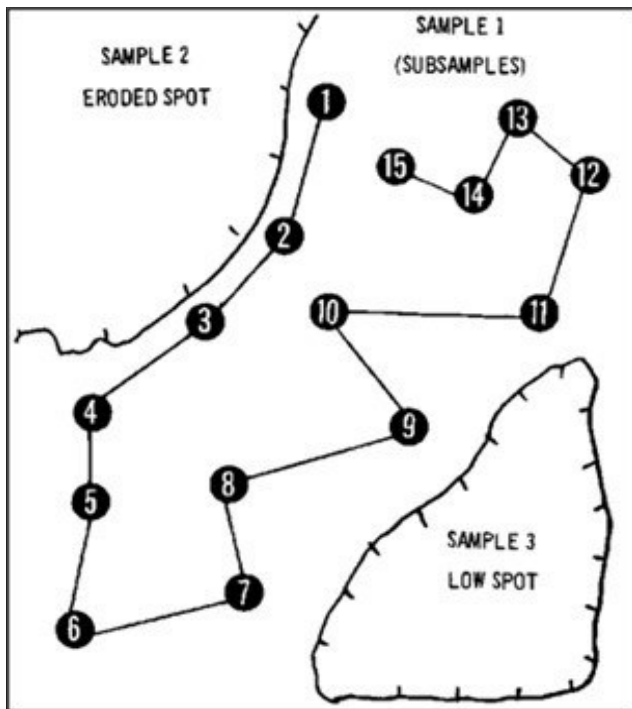 SAMPLE 2
ERODED SPOT
SAMPLE 1
(SUBSAMPLES)
1
2
3
4
5
6
7
8
9
10
11
12
13
14
15
SAMPLE 3
LOW SPOT